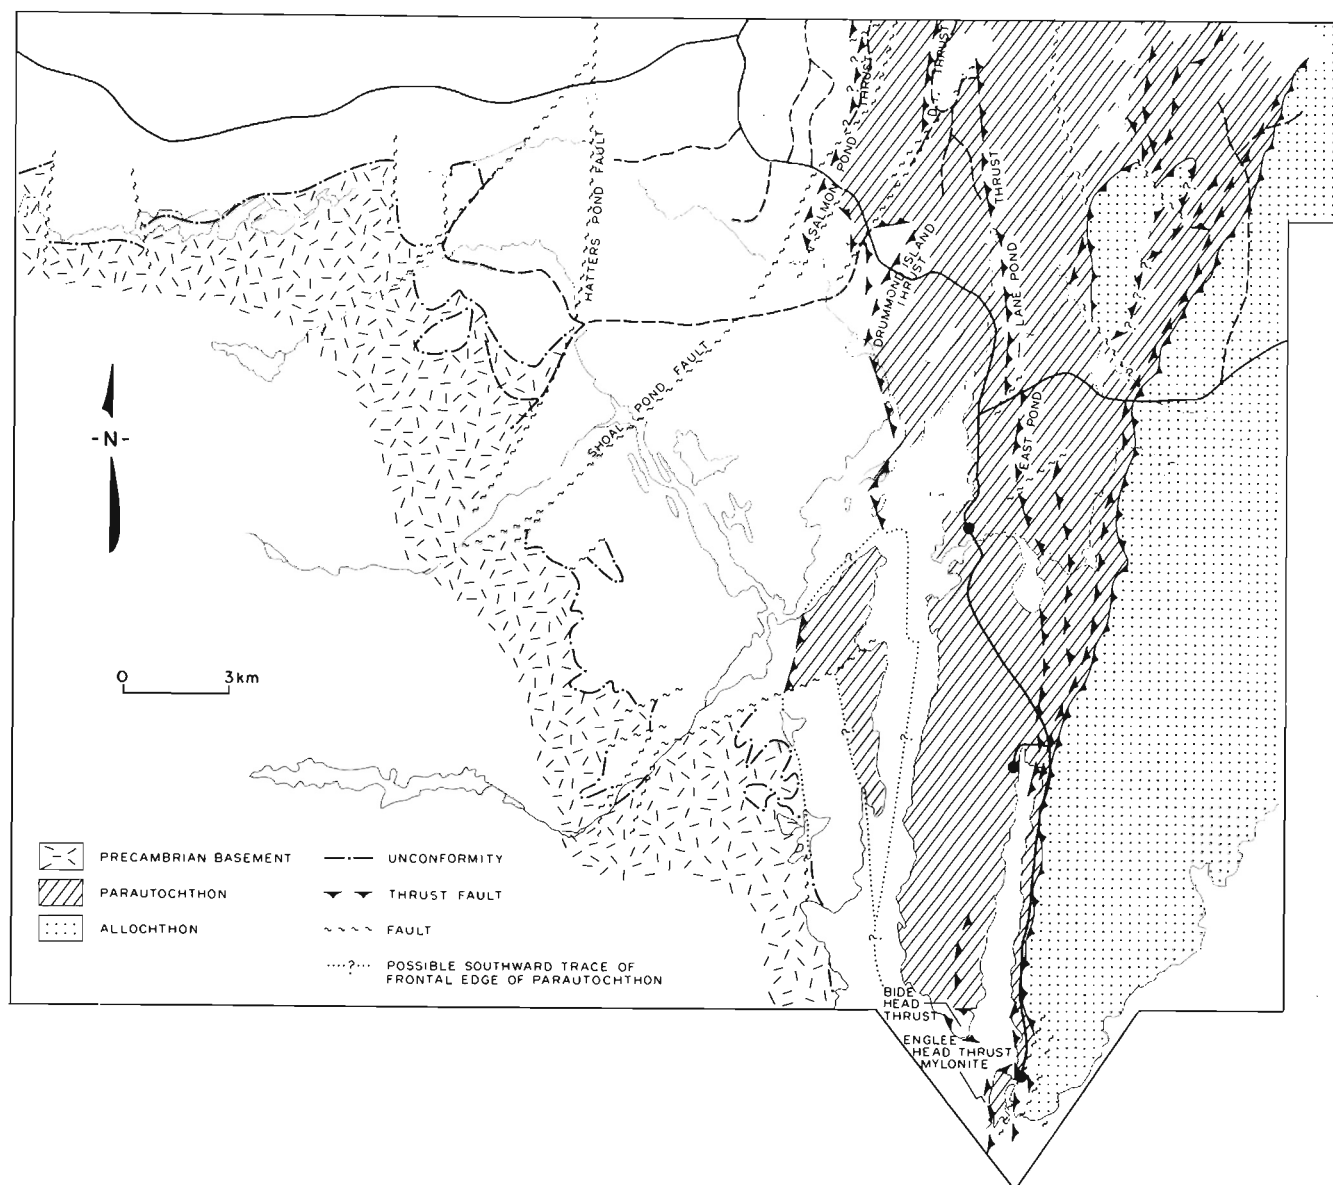 HATTERS POND FAULT
SALMON POND
THRUST
D.I. THRUST
THRUST
LANE POND
DRUMMOND ISLAND
THRUST
SHOAL POND FAULT
EAST POND
-N-
0 3km
PRECAMBRIAN BASEMENT
PARAUTOCHTHON
ALLOCHTHON
UNCONFORMITY
THRUST FAULT
FAULT
....?.... POSSIBLE SOUTHWARD TRACE OF
FRONTAL EDGE OF PARAUTOCHTHON
BIDE
HEAD
THRUST
ENGLEE
HEAD THRUST
MYLONITE